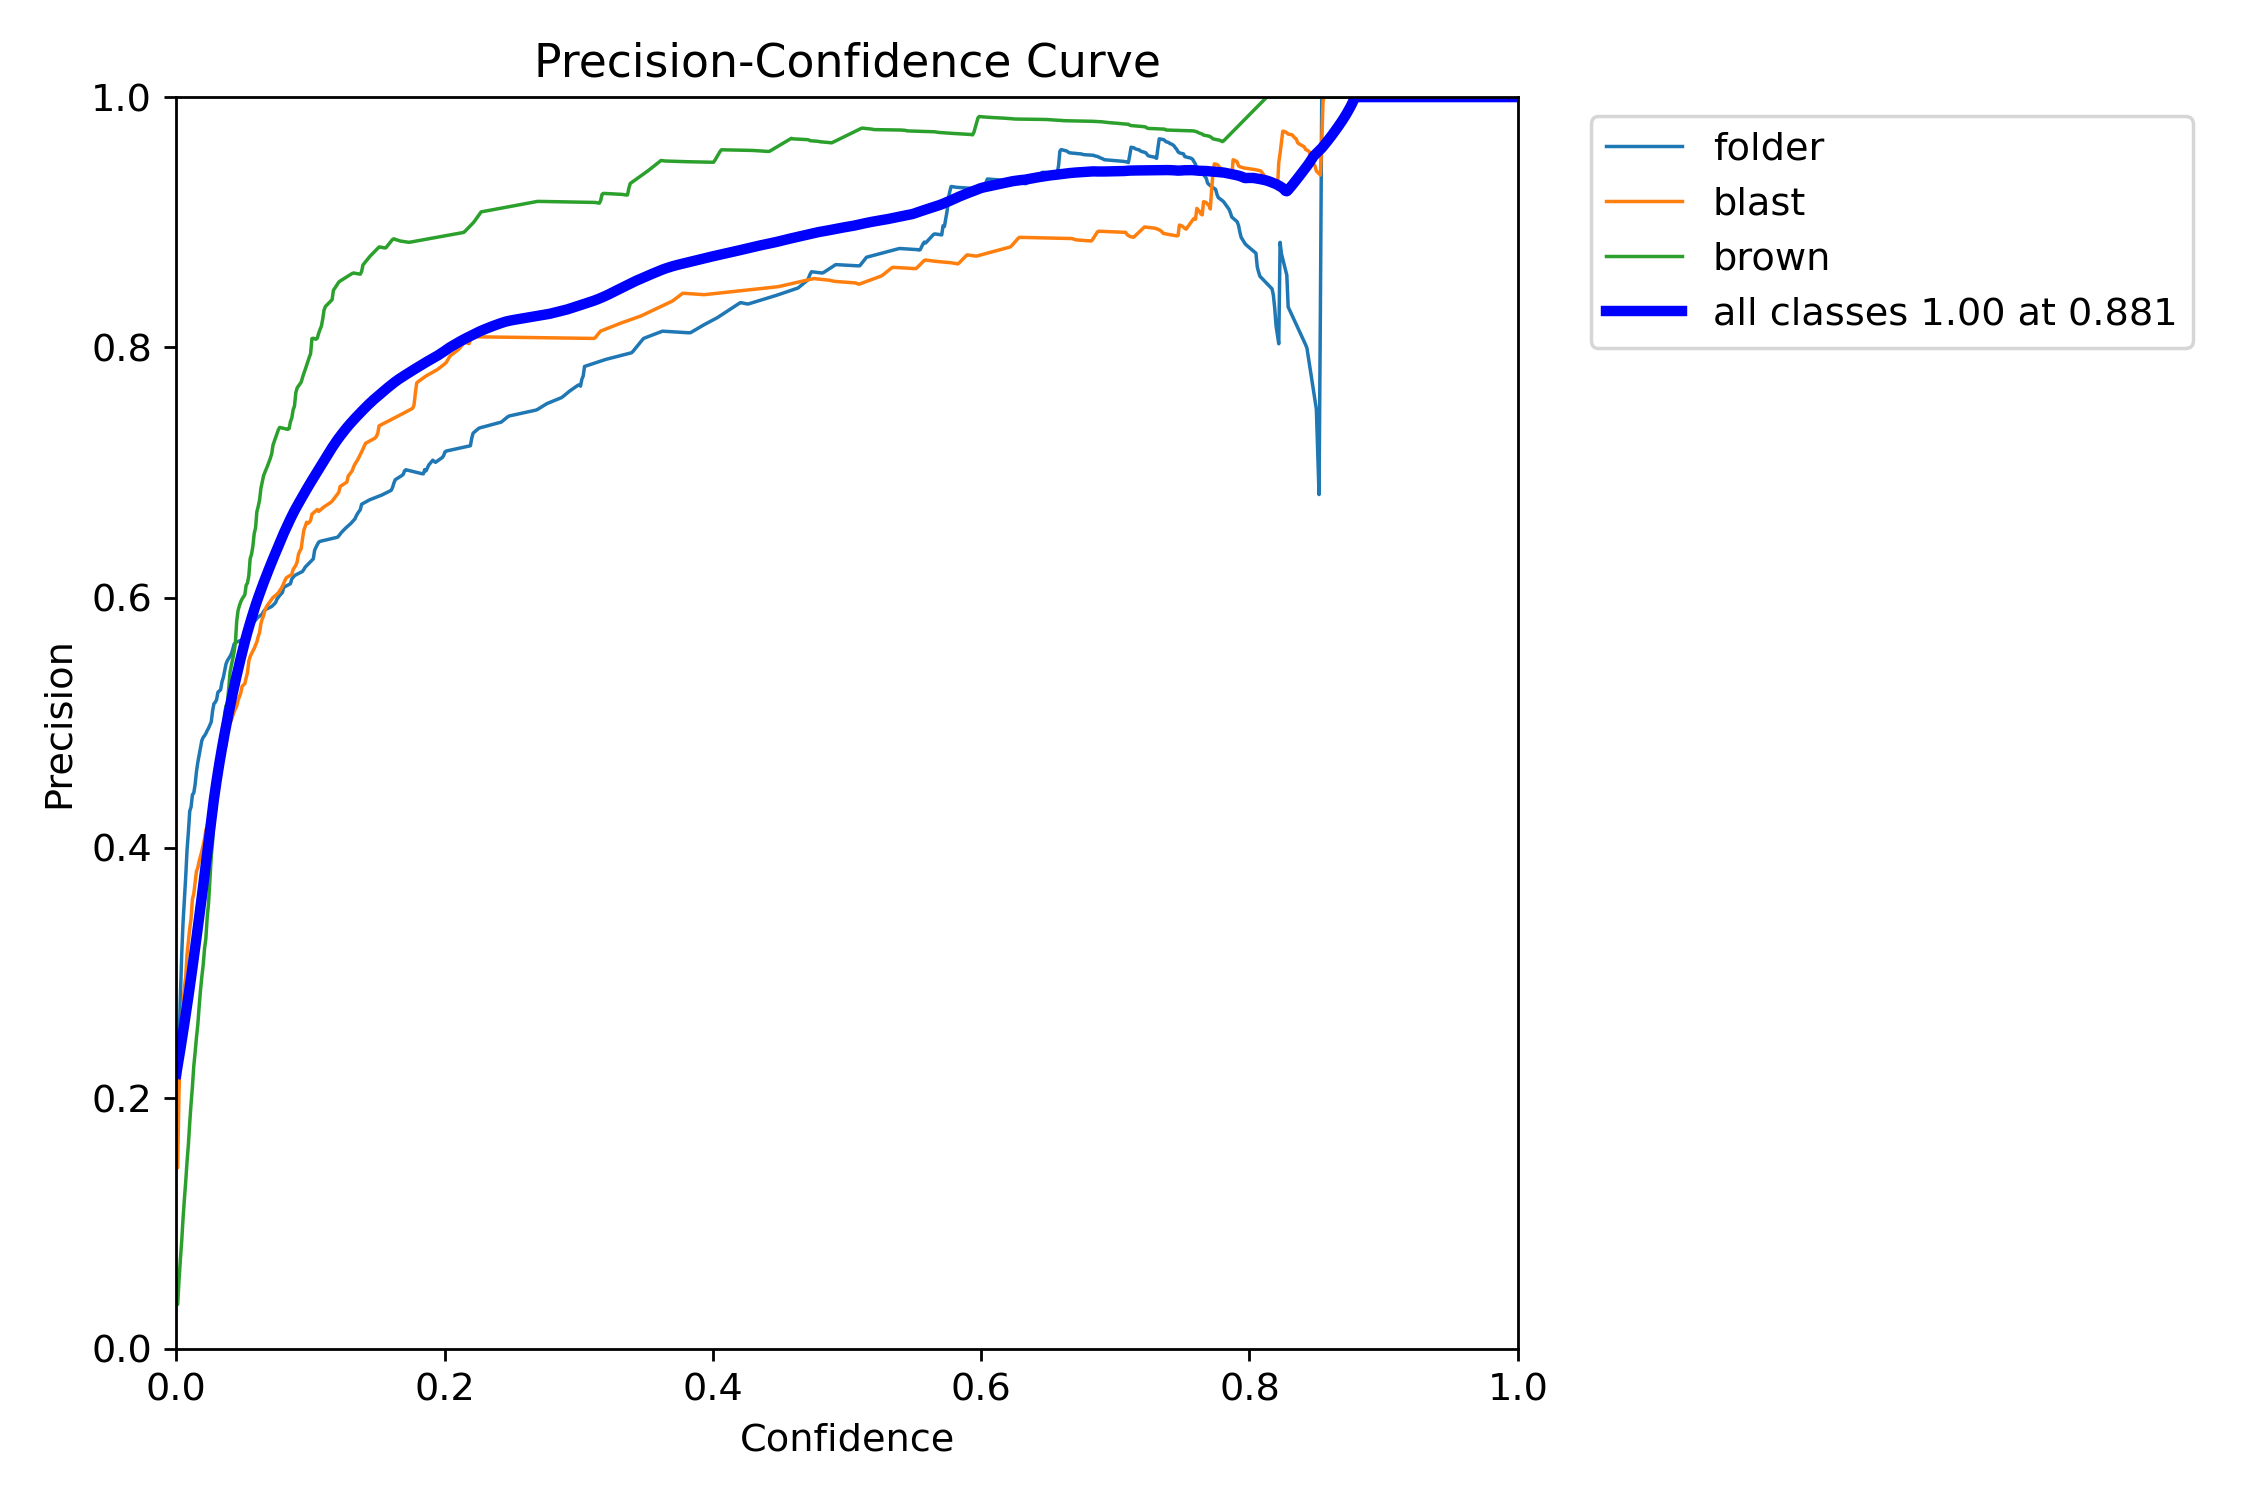 Precision-Confidence Curve
1.0
0.8
0.6
0.4
0.2
0.0
Precision
0.0 0.2 0.4 0.6 0.8 1.0
Confidence
folder
blast
brown
all classes 1.00 at 0.881